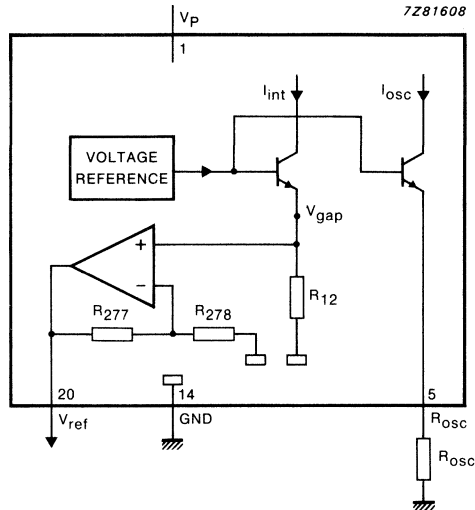 7Z81608
VP
1
Iint
Iosc
VOLTAGE
REFERENCE
Vgap
+
−
R12
R277
R278
20
14
5
Vref
GND
Rosc
Rosc